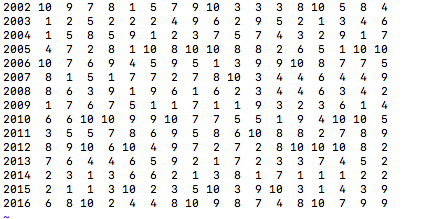 2002 10 9 7 8 1 5 7 9 10 3 3 3 8 10 5 8 4
2003 1 2 5 2 2 2 4 9 6 2 9 5 2 1 3 4 6
2004 1 5 8 5 9 1 2 3 7 5 7 4 3 2 9 1 7
2005 4 7 2 8 1 10 8 10 10 8 8 2 6 5 1 10 10
2006 10 7 6 9 4 5 9 5 1 3 9 9 10 8 7 7 5
2007 8 1 5 1 7 7 2 7 8 10 3 4 4 6 4 4 9
2008 8 6 3 9 1 9 6 1 6 2 3 4 4 6 3 4 2
2009 1 7 6 7 5 1 1 7 1 1 9 3 2 3 6 1 4
2010 6 6 10 10 9 9 10 7 7 5 5 1 9 4 10 10 5
2011 3 5 5 7 8 6 9 5 8 6 10 8 8 2 7 8 9
2012 8 9 10 6 10 4 9 7 2 7 2 8 10 10 10 8 2
2013 7 6 4 4 6 5 9 2 1 7 2 3 3 7 4 5 2
2014 2 3 1 3 6 6 2 1 3 8 1 7 1 1 1 1 2
2015 2 1 1 3 10 2 3 5 10 3 9 10 3 1 4 3 9
2016 6 8 10 2 4 4 8 10 9 7 4 8 10 7 9 9
~